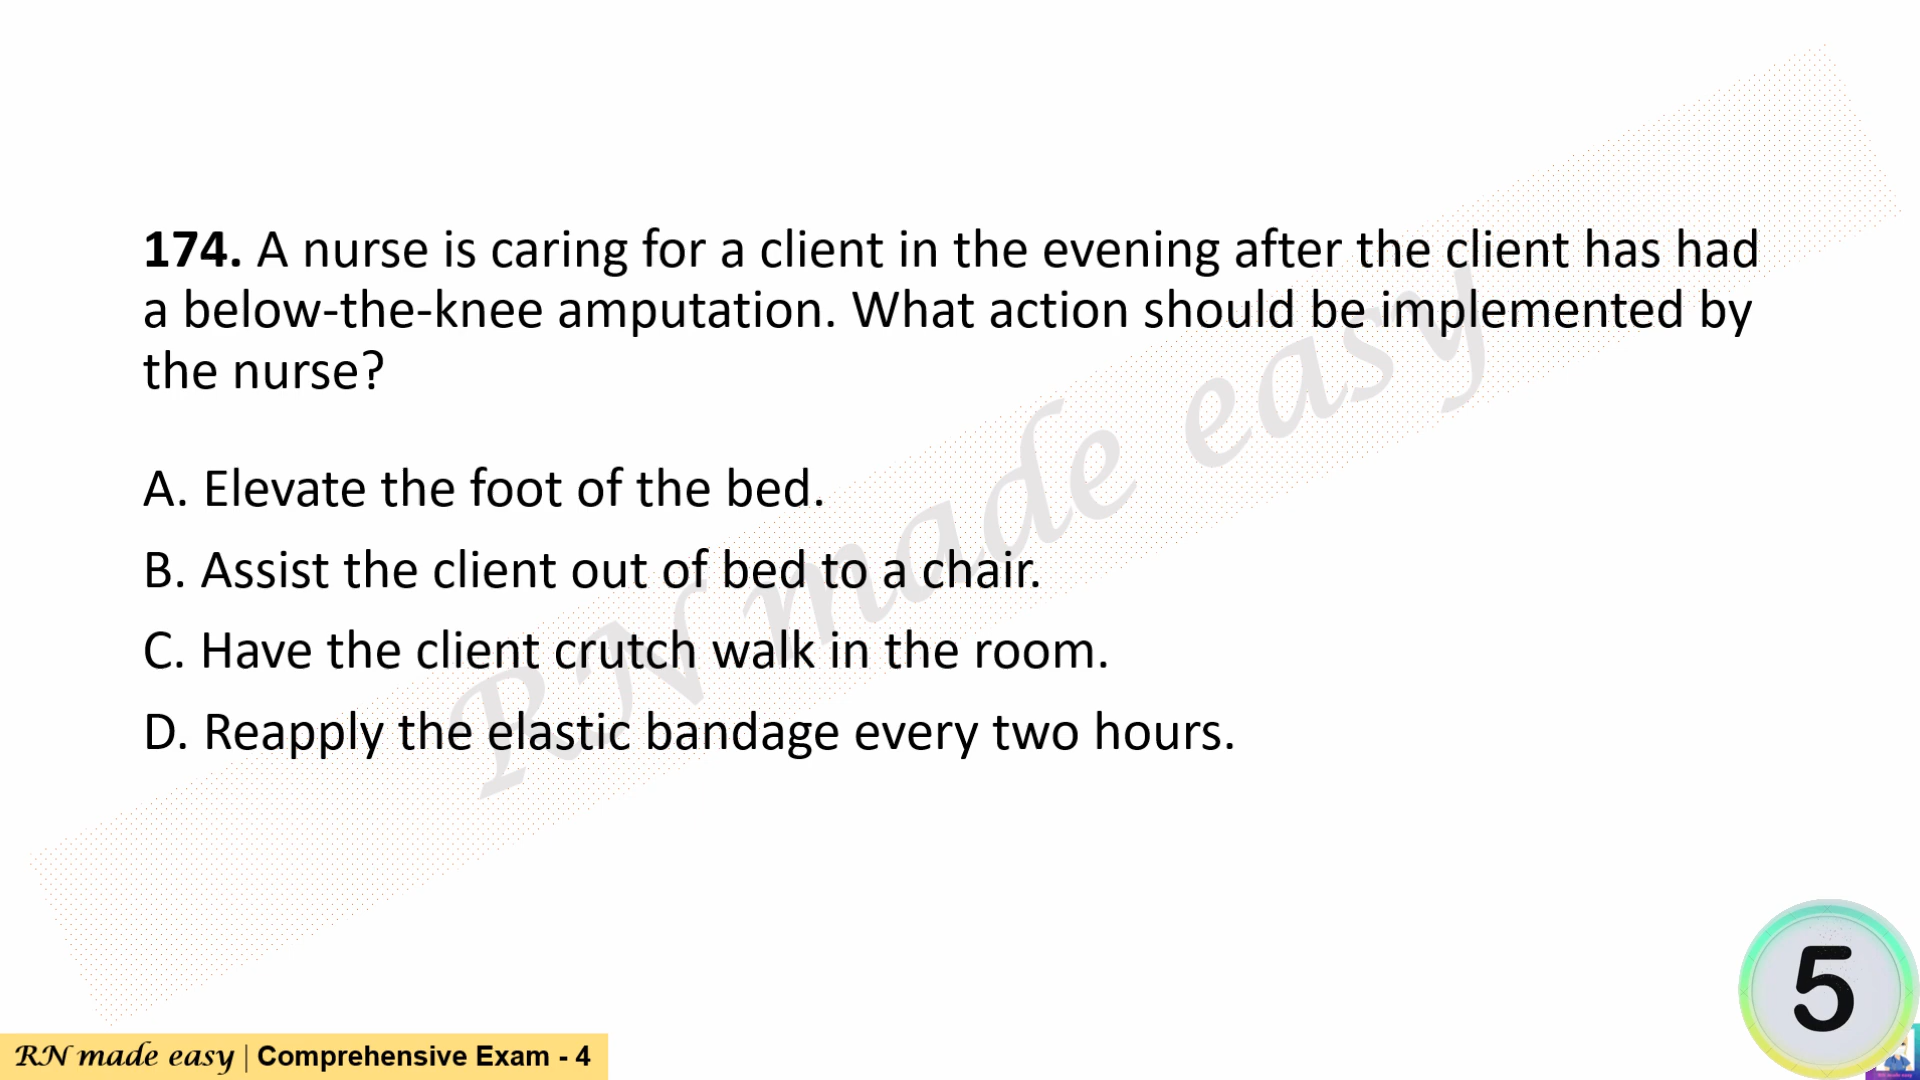 174. A nurse is caring for a client in the evening after the client has had
a below-the-knee amputation. What action should be implemented by
the nurse?
A. Elevate the foot of the bed.
B. Assist the client out of bed to a chair.
C. Have the client crutch walk in the room.
D. Reapply the elastic bandage every two hours.
RN made easy
5
RN made easy | Comprehensive Exam - 4